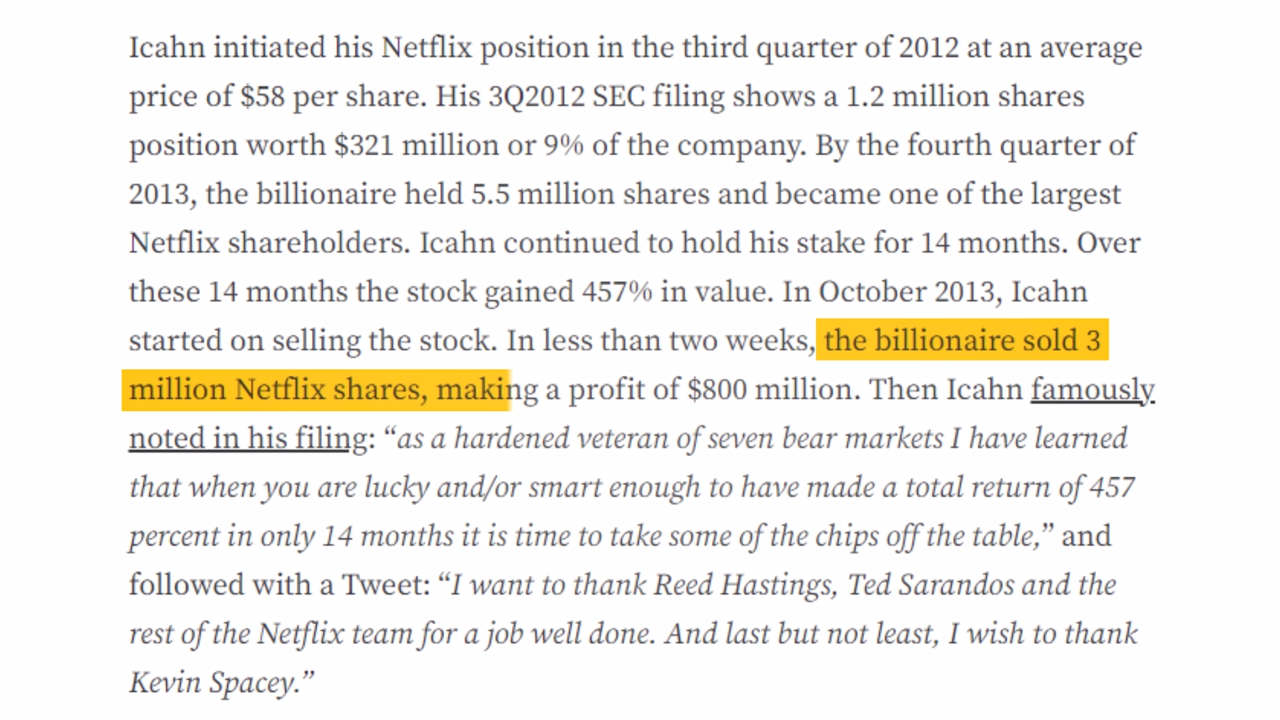 Icahn initiated his Netflix position in the third quarter of 2012 at an average
price of $58 per share. His 3Q2012 SEC filing shows a 1.2 million shares
position worth $321 million or 9% of the company. By the fourth quarter of
2013, the billionaire held 5.5 million shares and became one of the largest
Netflix shareholders. Icahn continued to hold his stake for 14 months. Over
these 14 months the stock gained 457% in value. In October 2013, Icahn
started on selling the stock. In less than two weeks, the billionaire sold 3
million Netflix shares, making a profit of $800 million. Then Icahn famously
noted in his filing: “as a hardened veteran of seven bear markets I have learned
that when you are lucky and/or smart enough to have made a total return of 457
percent in only 14 months it is time to take some of the chips off the table,” and
followed with a Tweet: “I want to thank Reed Hastings, Ted Sarandos and the
rest of the Netflix team for a job well done. And last but not least, I wish to thank
Kevin Spacey.”